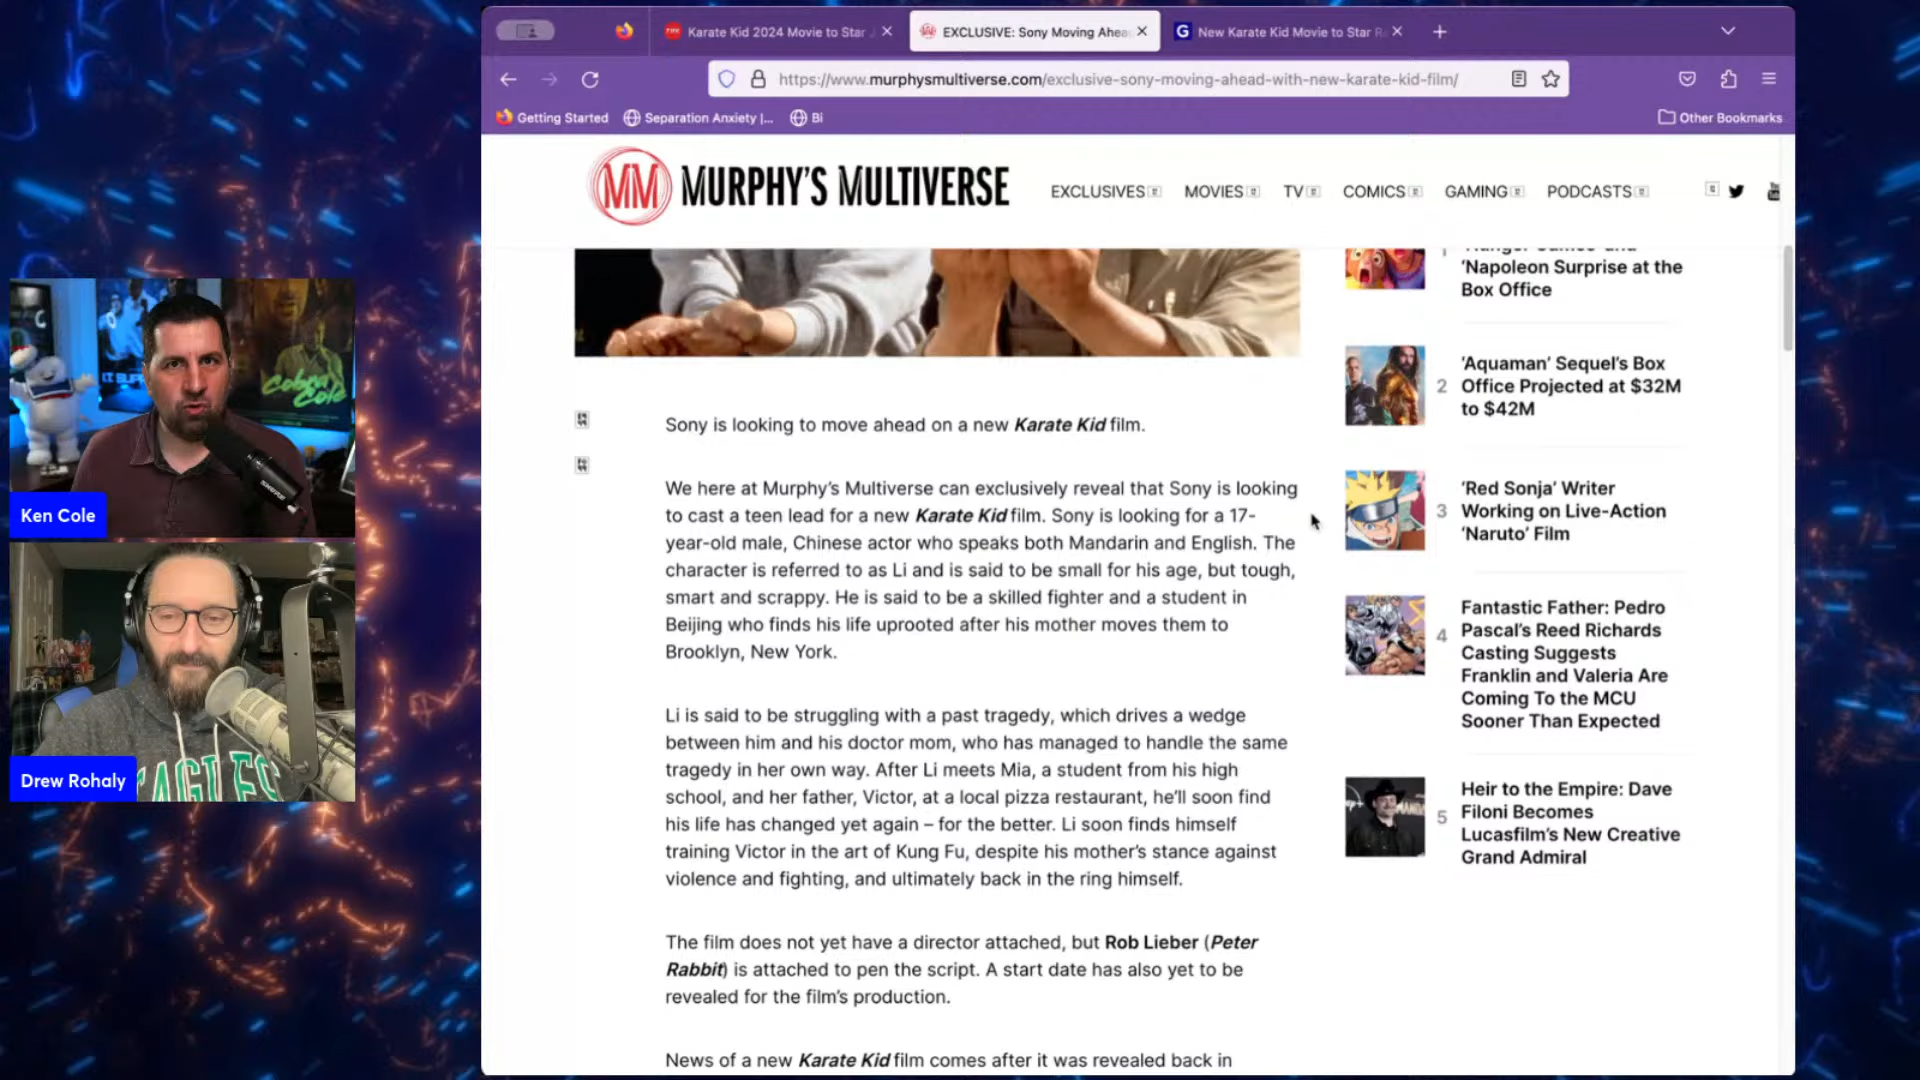 Karate Kid 2024 Movie to Star
EXCLUSIVE: Sony Moving Ahea
G New Karate Kid Movie to Star R
https://www.murphysmultiverse.com/exclusive-sony-moving-ahead-with-new-karate-kid-film/
Getting Started
Separation Anxiety |...
Bi
Other Bookmarks
MM MURPHY'S MULTIVERSE
EXCLUSIVES
MOVIES
TV
COMICS
GAMING
PODCASTS
'Napoleon Surprise at the
Box Office
2
'Aquaman' Sequel's Box
Office Projected at $32M
to $42M
3
'Red Sonja' Writer
Working on Live-Action
'Naruto' Film
4
Fantastic Father: Pedro
Pascal's Reed Richards
Casting Suggests
Franklin and Valeria Are
Coming To the MCU
Sooner Than Expected
5
Heir to the Empire: Dave
Filoni Becomes
Lucasfilm's New Creative
Grand Admiral
Sony is looking to move ahead on a new Karate Kid film.
We here at Murphy's Multiverse can exclusively reveal that Sony is looking
to cast a teen lead for a new Karate Kid film. Sony is looking for a 17-
year-old male, Chinese actor who speaks both Mandarin and English. The
character is referred to as Li and is said to be small for his age, but tough,
smart and scrappy. He is said to be a skilled fighter and a student in
Beijing who finds his life uprooted after his mother moves them to
Brooklyn, New York.
Li is said to be struggling with a past tragedy, which drives a wedge
between him and his doctor mom, who has managed to handle the same
tragedy in her own way. After Li meets Mia, a student from his high
school, and her father, Victor, at a local pizza restaurant, he'll soon find
his life has changed yet again – for the better. Li soon finds himself
training Victor in the art of Kung Fu, despite his mother's stance against
violence and fighting, and ultimately back in the ring himself.
The film does not yet have a director attached, but Rob Lieber (Peter
Rabbit) is attached to pen the script. A start date has also yet to be
revealed for the film's production.
News of a new Karate Kid film comes after it was revealed back in
Cobra
Cole
Ken Cole
Drew Rohaly
EAGLES